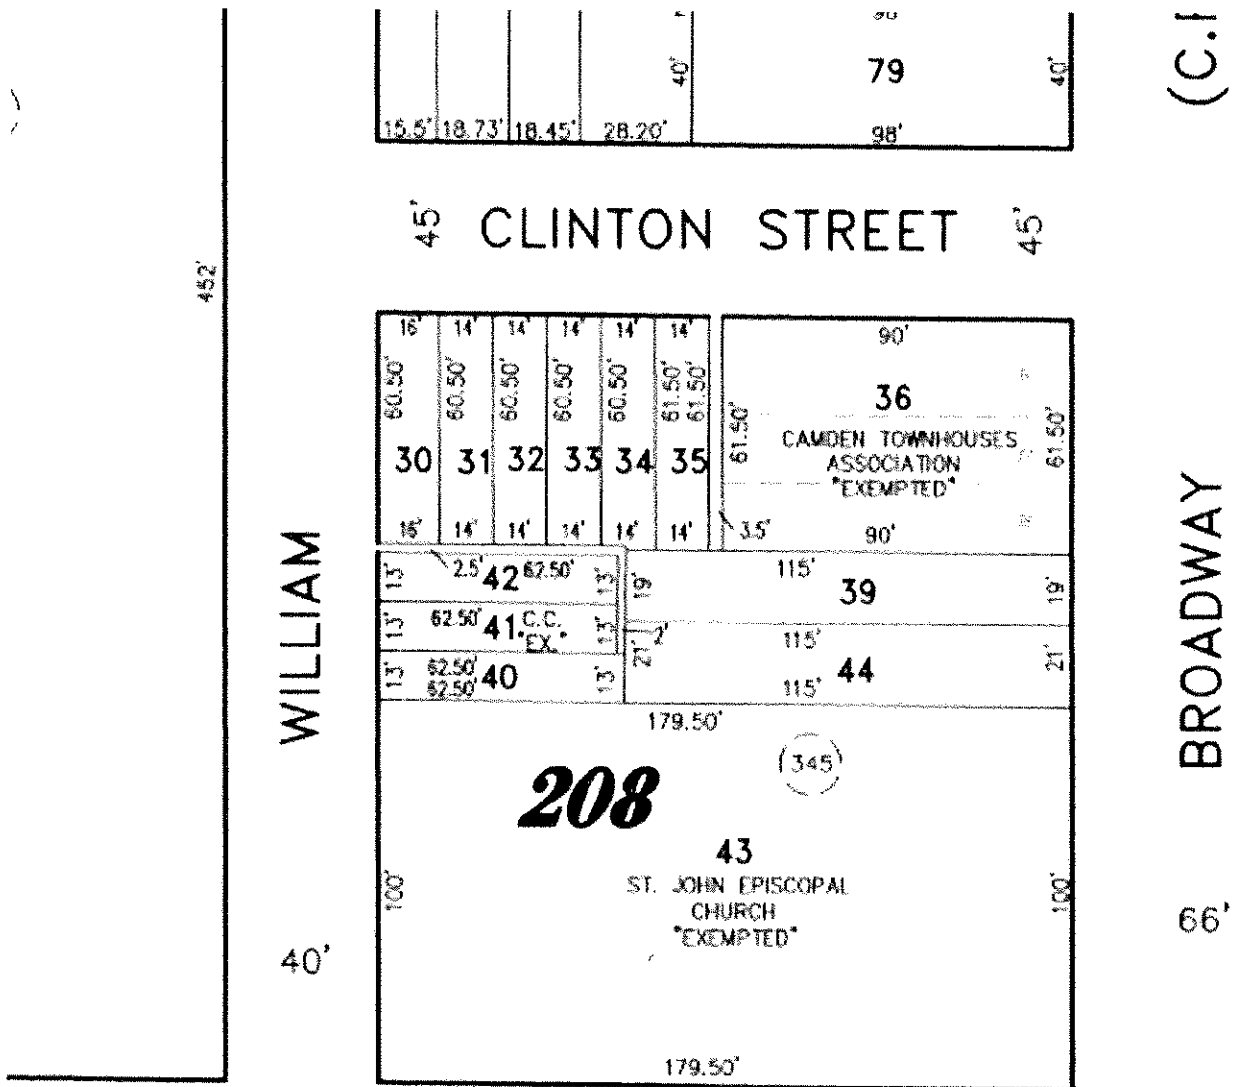 (C.
79
40'
40'
15.5' 18.73' 18.45' 28.20'
98'
45' CLINTON STREET 45'
452'
16' 14' 14' 14' 14' 14'
90'
60.50' 60.50' 60.50' 60.50' 60.50' 61.50' 61.50'
36
61.50'
61.50'
CAMDEN TOWNHOUSES
ASSOCIATION
"EXEMPTED"
30 31 32 33 34 35
16' 14' 14' 14' 14' 14'
3.5'
90'
WILLIAM
BROADWAY
13' 2.5' 42 62.50' 13'
19' 115' 39 19'
13' 62.50' 41 C.C. 13'
"EX."
2'
21' 115' 44 21'
115'
13' 62.50' 40 13'
62.50'
179.50'
(345)
208
43
ST. JOHN EPISCOPAL
CHURCH
"EXEMPTED"
100'
100'
40'
66'
179.50'